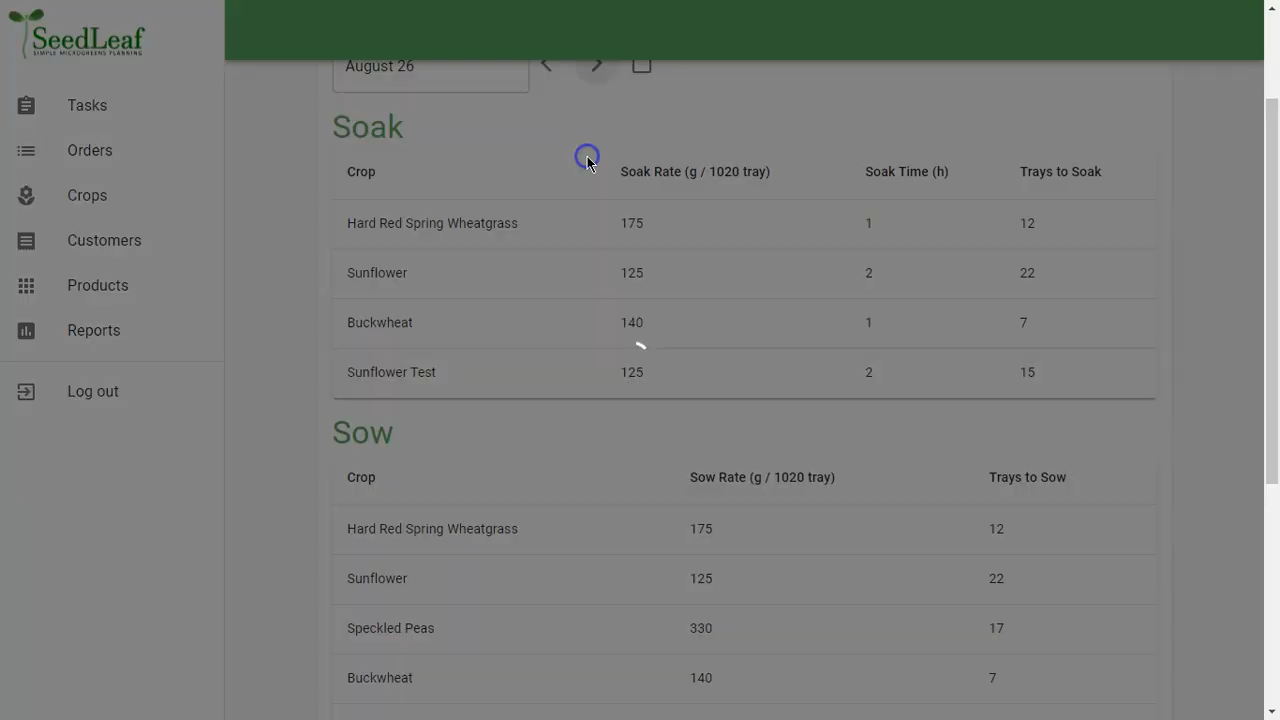 SeedLeaf
SIMPLE MICROGREENS PLANNING
Tasks
Orders
Crops
Customers
Products
Reports
Log out
August 26
Soak
Crop Soak Rate (g / 1020 tray) Soak Time (h) Trays to Soak
Hard Red Spring Wheatgrass 175 1 12
Sunflower 125 2 22
Buckwheat 140 1 7
Sunflower Test 125 2 15
Sow
Crop Sow Rate (g / 1020 tray) Trays to Sow
Hard Red Spring Wheatgrass 175 12
Sunflower 125 22
Speckled Peas 330 17
Buckwheat 140 7